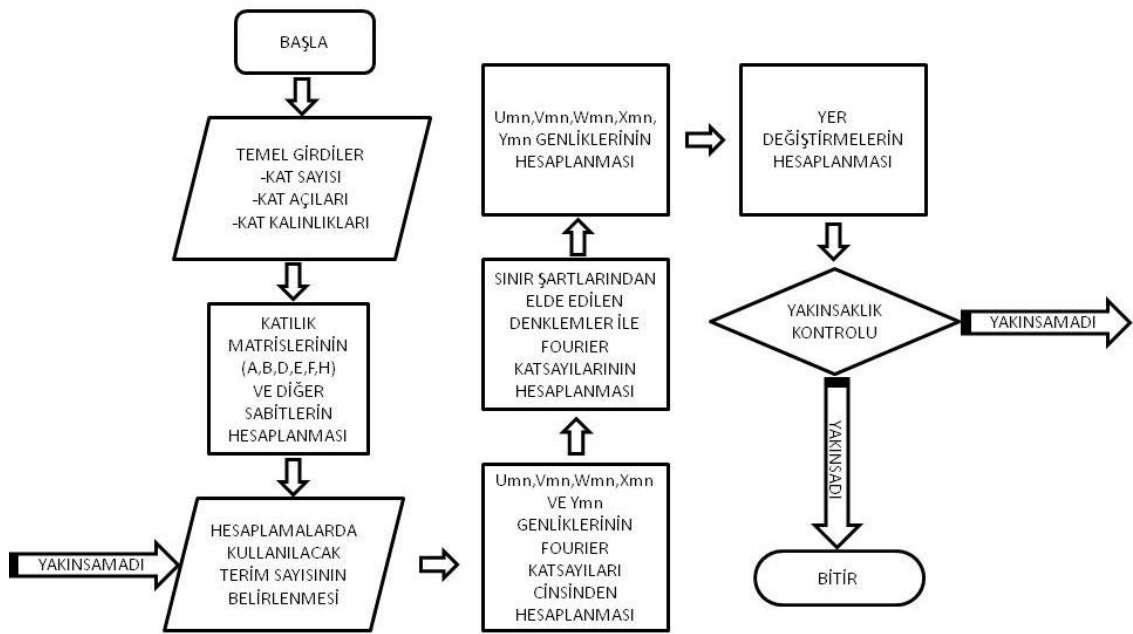 BAŞLA
TEMEL GİRDİLER
-KAT SAYISI
-KAT AÇILARI
-KAT KALINLIKLARI
KATILIK
MATRİSLERİNİN
(A,B,D,E,F,H)
VE DİĞER
SABİTLERİN
HESAPLANMASI
YAKINSAMADI
HESAPLAMALARDA
KULLANILACAK
TERİM SAYISININ
BELİRLENMESİ
Umn,Vmn,Wmn,Xmn
VE Ymn
GENLİKLERİNİN
FOURIER
KATSAYILARI
CİNSİNDEN
HESAPLANMASI
SINIR ŞARTLARINDAN
ELDE EDİLEN
DENKLEMLER İLE
FOURIER
KATSAYILARININ
HESAPLANMASI
Umn,Vmn,Wmn,Xmn,
Ymn GENLİKLERİNİN
HESAPLANMASI
YER
DEĞİŞTİRMELERİN
HESAPLANMASI
YAKINSAKLIK
KONTROLU
YAKINSAMADI
YAKINSADI
BİTİR